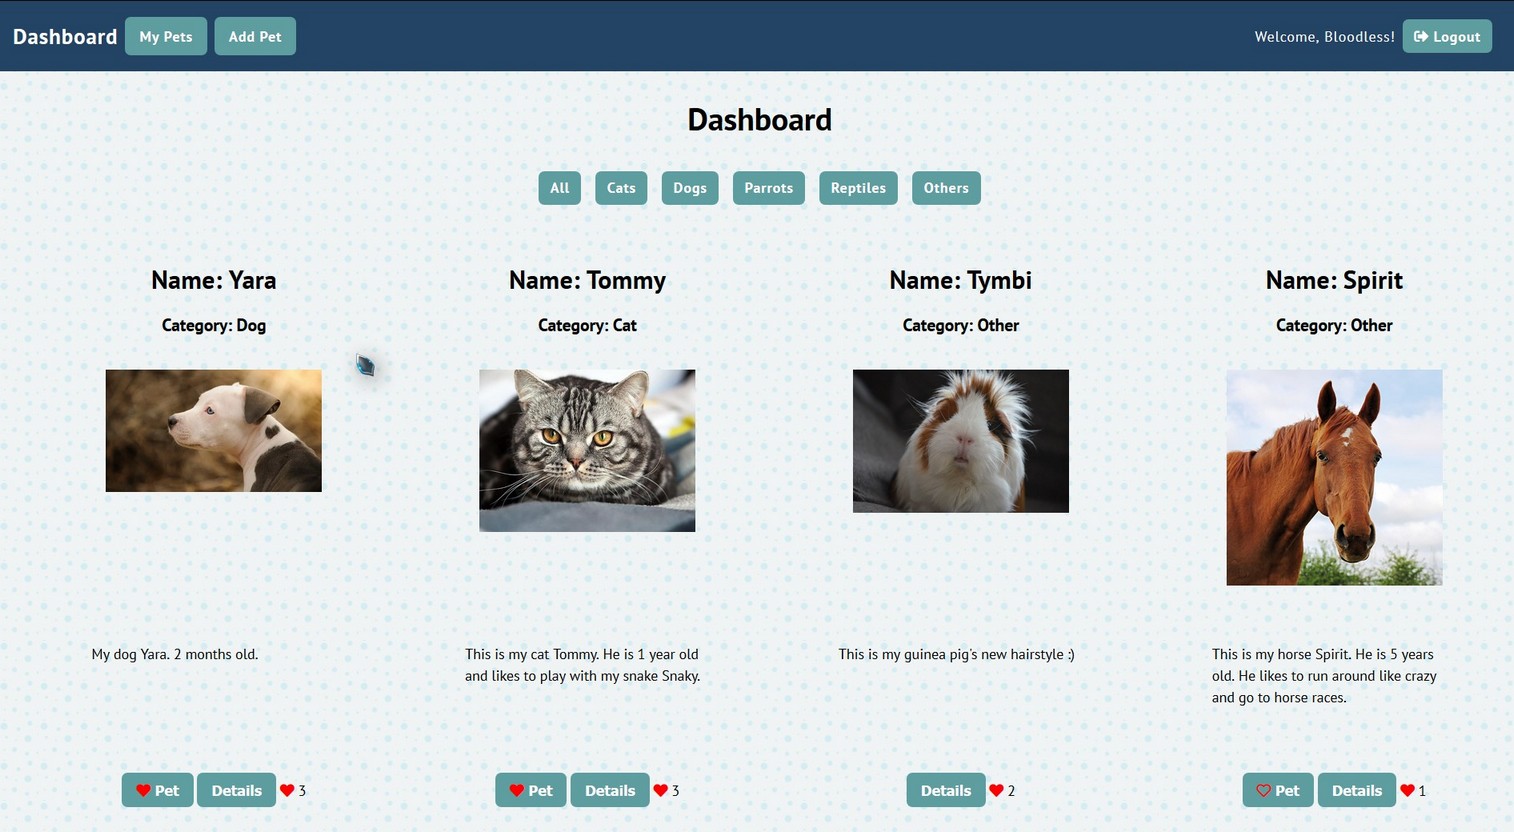 Dashboard My Pets Add Pet Welcome, Bloodless! Logout
Dashboard
All Cats Dogs Parrots Reptiles Others
Name: Yara
Category: Dog
My dog Yara. 2 months old.
Pet Details 3
Name: Tommy
Category: Cat
This is my cat Tommy. He is 1 year old
and likes to play with my snake Snaky.
Pet Details 3
Name: Tymbi
Category: Other
This is my guinea pig's new hairstyle :)
Details 2
Name: Spirit
Category: Other
This is my horse Spirit. He is 5 years
old. He likes to run around like crazy
and go to horse races.
Pet Details 1